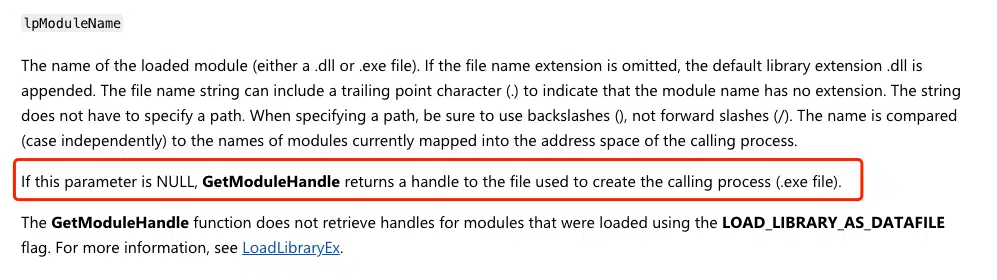 lpModuleName
The name of the loaded module (either a .dll or .exe file). If the file name extension is omitted, the default library extension .dll is
appended. The file name string can include a trailing point character (.) to indicate that the module name has no extension. The string
does not have to specify a path. When specifying a path, be sure to use backslashes (), not forward slashes (/). The name is compared
(case independently) to the names of modules currently mapped into the address space of the calling process.
If this parameter is NULL, GetModuleHandle returns a handle to the file used to create the calling process (.exe file).
The GetModuleHandle function does not retrieve handles for modules that were loaded using the LOAD_LIBRARY_AS_DATAFILE
flag. For more information, see LoadLibraryEx.